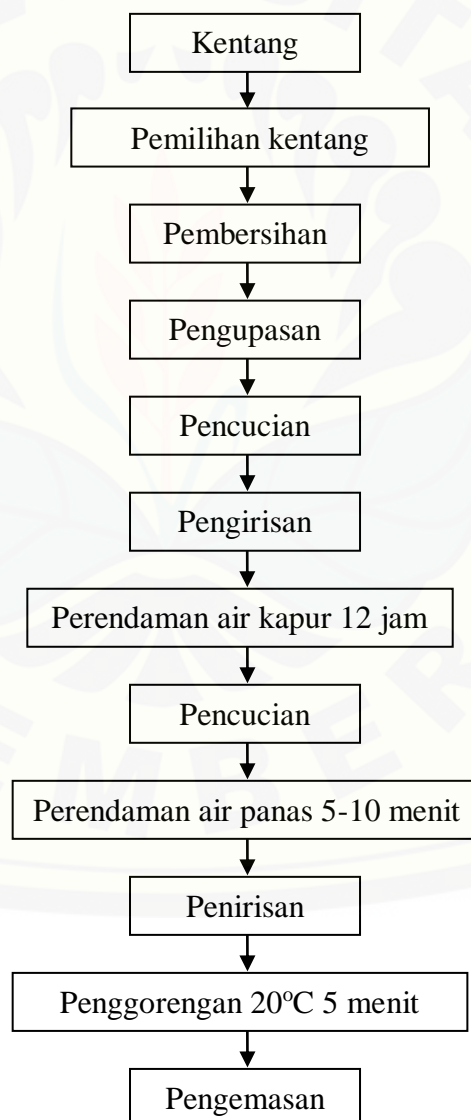 Kentang
Pemilihan kentang
Pembersihan
Pengupasan
Pencucian
Pengirisan
Perendaman air kapur 12 jam
Pencucian
Perendaman air panas 5-10 menit
Penirisan
Penggorengan 20°C 5 menit
Pengemasan